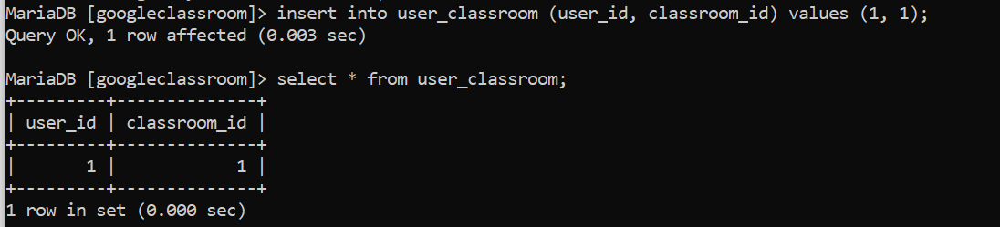 MariaDB [googleclassroom]> insert into user_classroom (user_id, classroom_id) values (1, 1);
Query OK, 1 row affected (0.003 sec)
MariaDB [googleclassroom]> select * from user_classroom;
+---------+--------------+
| user_id | classroom_id |
+---------+--------------+
|       1 |            1 |
+---------+--------------+
1 row in set (0.000 sec)